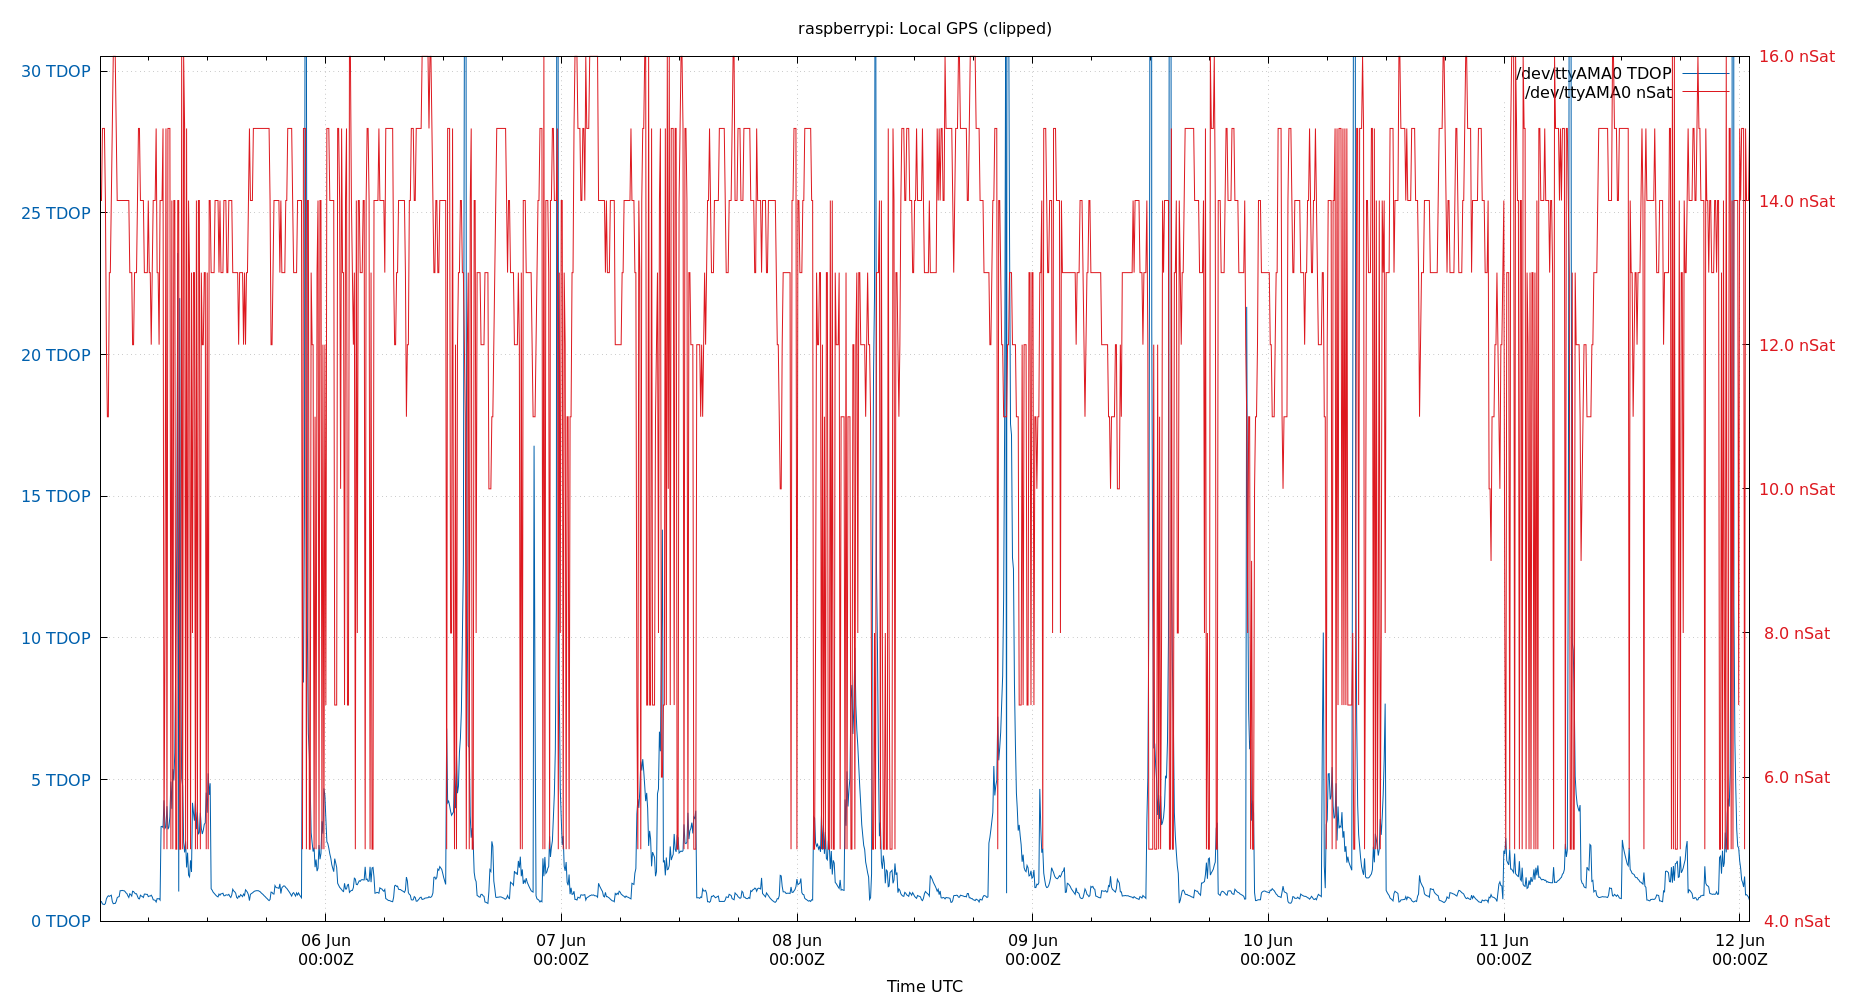 raspberrypi: Local GPS (clipped)
30 TDOP
25 TDOP
20 TDOP
15 TDOP
10 TDOP
5 TDOP
0 TDOP
16.0 nSat
14.0 nSat
12.0 nSat
10.0 nSat
8.0 nSat
6.0 nSat
4.0 nSat
/dev/ttyAMA0 TDOP
/dev/ttyAMA0 nSat
06 Jun
00:00Z
07 Jun
00:00Z
08 Jun
00:00Z
09 Jun
00:00Z
10 Jun
00:00Z
11 Jun
00:00Z
12 Jun
00:00Z
Time UTC